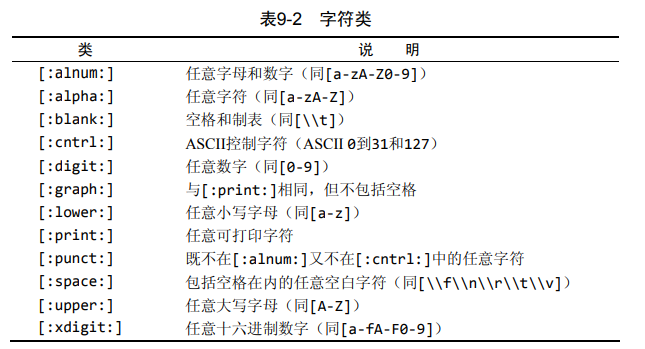 表9-2 字符类
类 说 明
[:alnum:] 任意字母和数字（同[a-zA-Z0-9]）
[:alpha:] 任意字符（同[a-zA-Z]）
[:blank:] 空格和制表（同[\\t]）
[:cntrl:] ASCII控制字符（ASCII 0到31和127）
[:digit:] 任意数字（同[0-9]）
[:graph:] 与[:print:]相同，但不包括空格
[:lower:] 任意小写字母（同[a-z]）
[:print:] 任意可打印字符
[:punct:] 既不在[:alnum:]又不在[:cntrl:]中的任意字符
[:space:] 包括空格在内的任意空白字符（同[\\f\\n\\r\\t\\v]）
[:upper:] 任意大写字母（同[A-Z]）
[:xdigit:] 任意十六进制数字（同[a-fA-F0-9]）